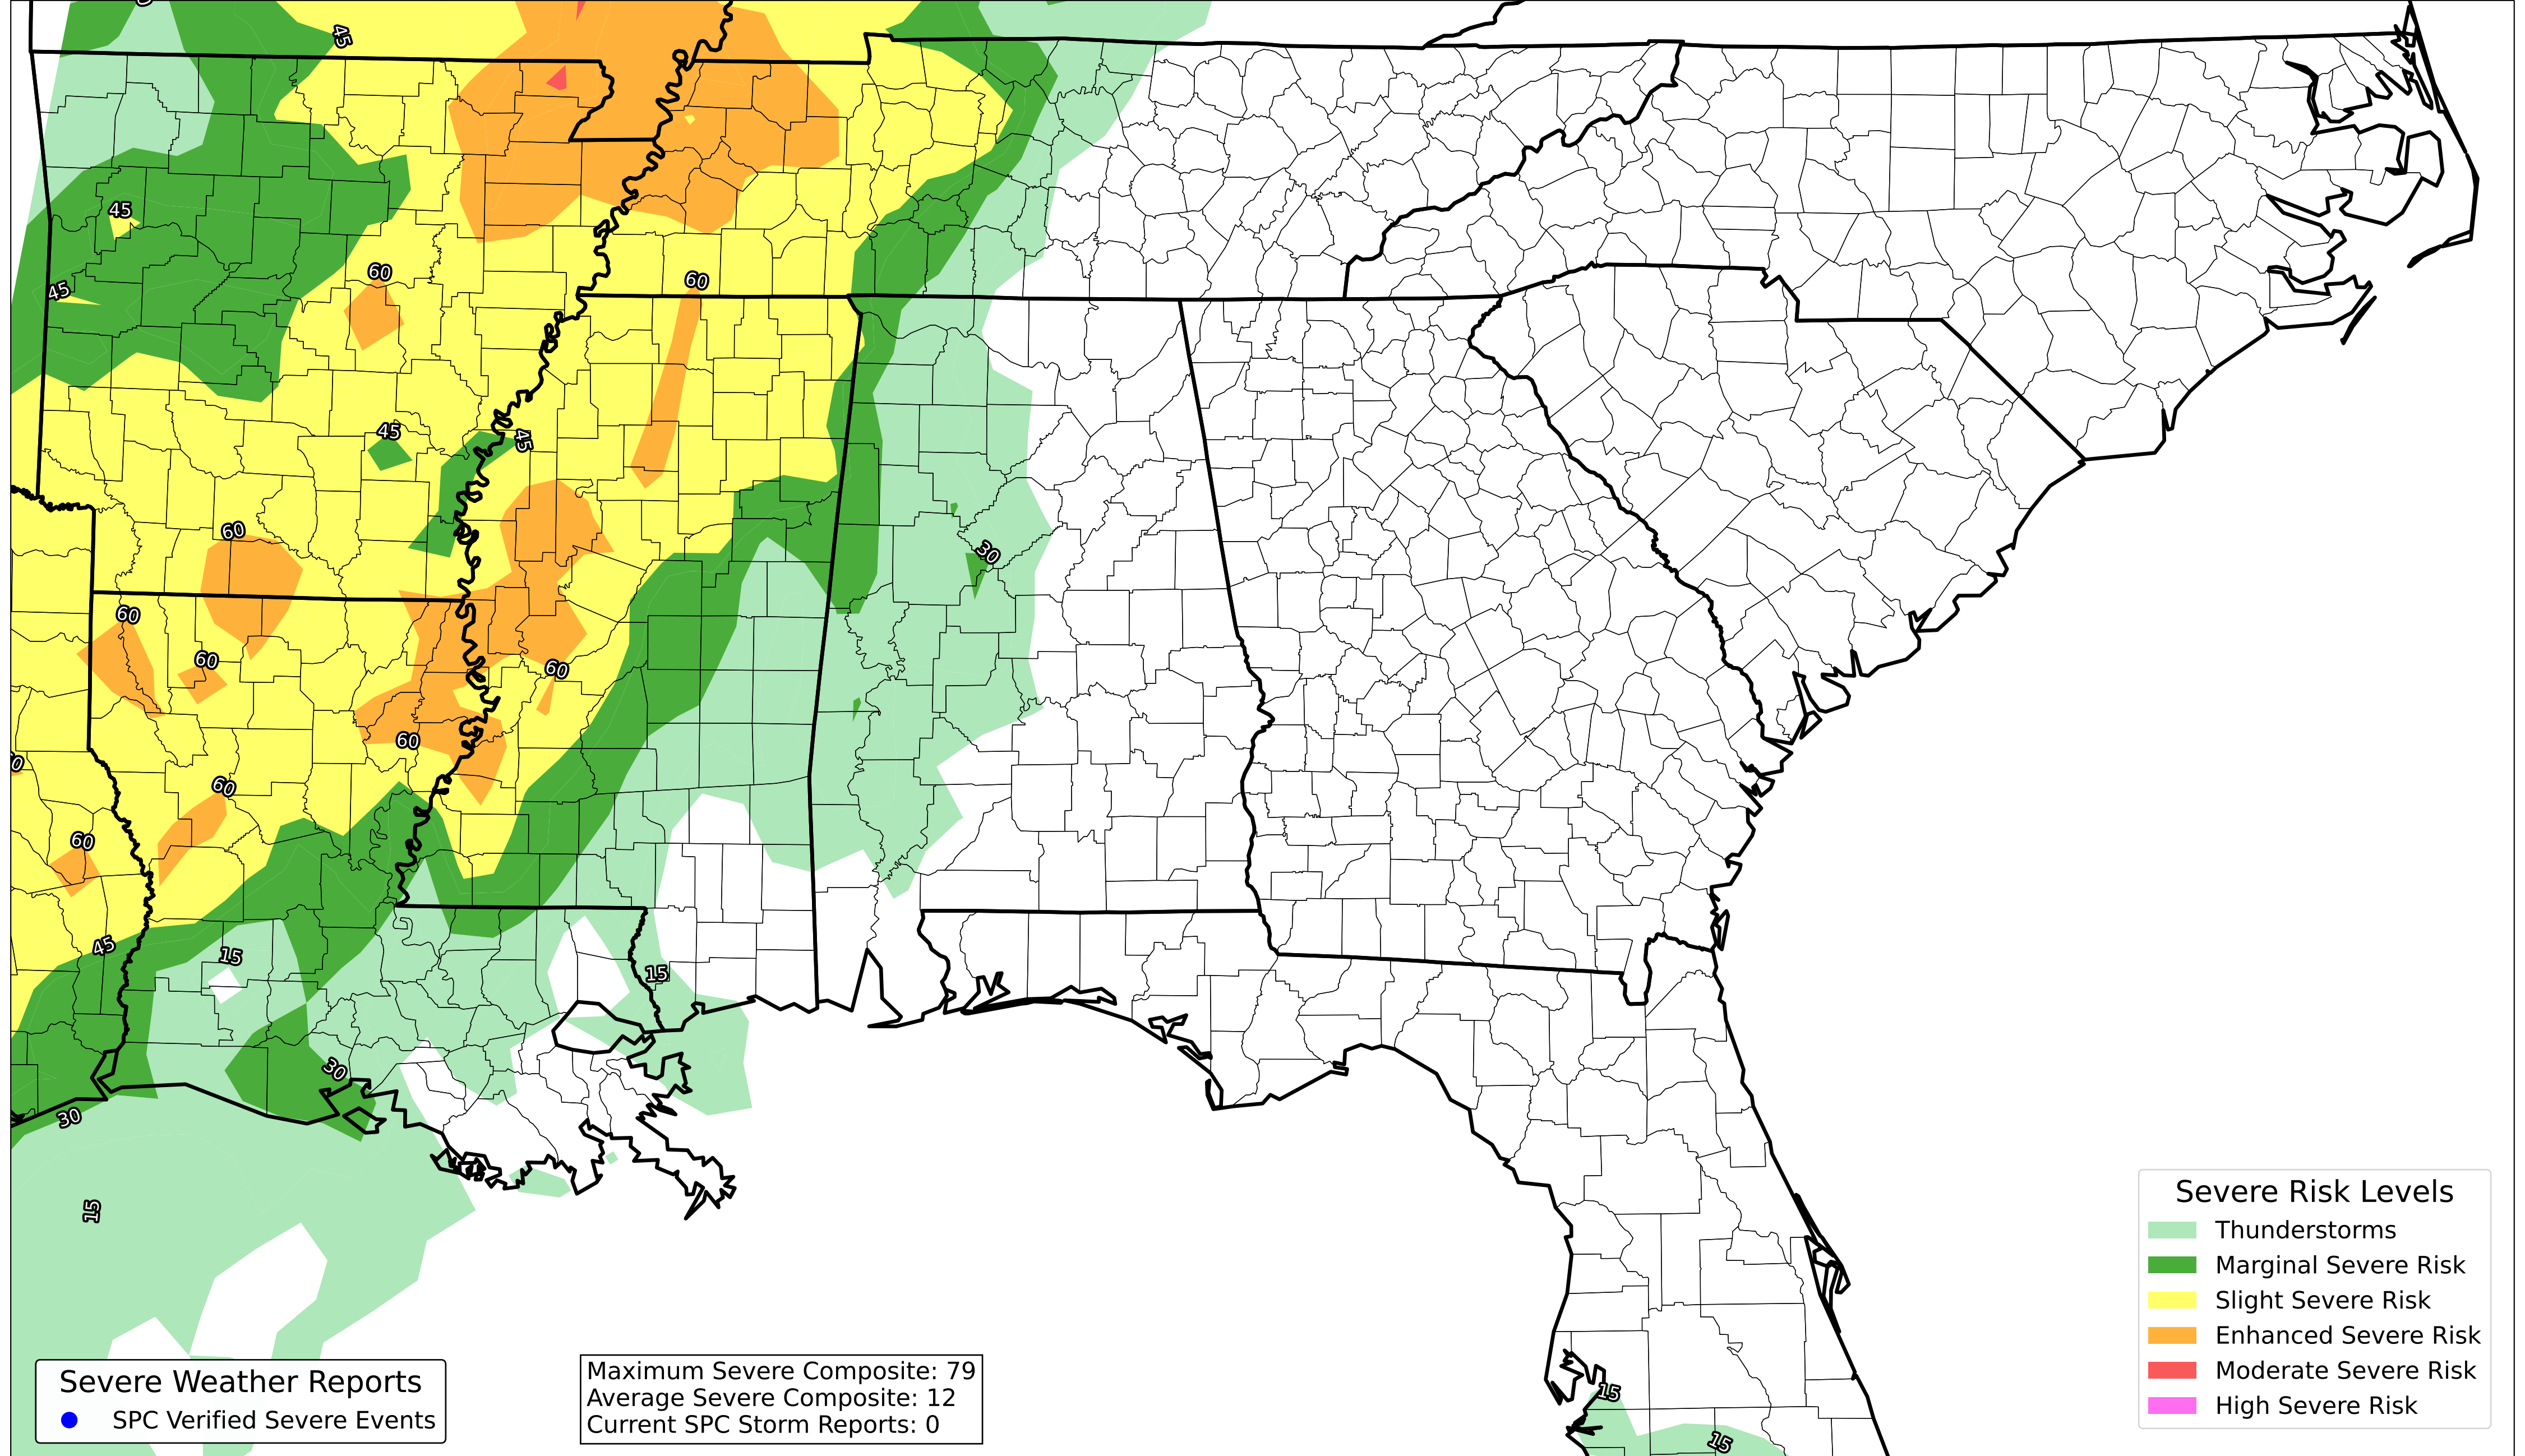 45
45
60
60
45
45
45
60
30
60
60
60
60
60
60
45
15
15
30
30
15
15
15
Severe Weather Reports
SPC Verified Severe Events
Maximum Severe Composite: 79
Average Severe Composite: 12
Current SPC Storm Reports: 0
Severe Risk Levels
Thunderstorms
Marginal Severe Risk
Slight Severe Risk
Enhanced Severe Risk
Moderate Severe Risk
High Severe Risk